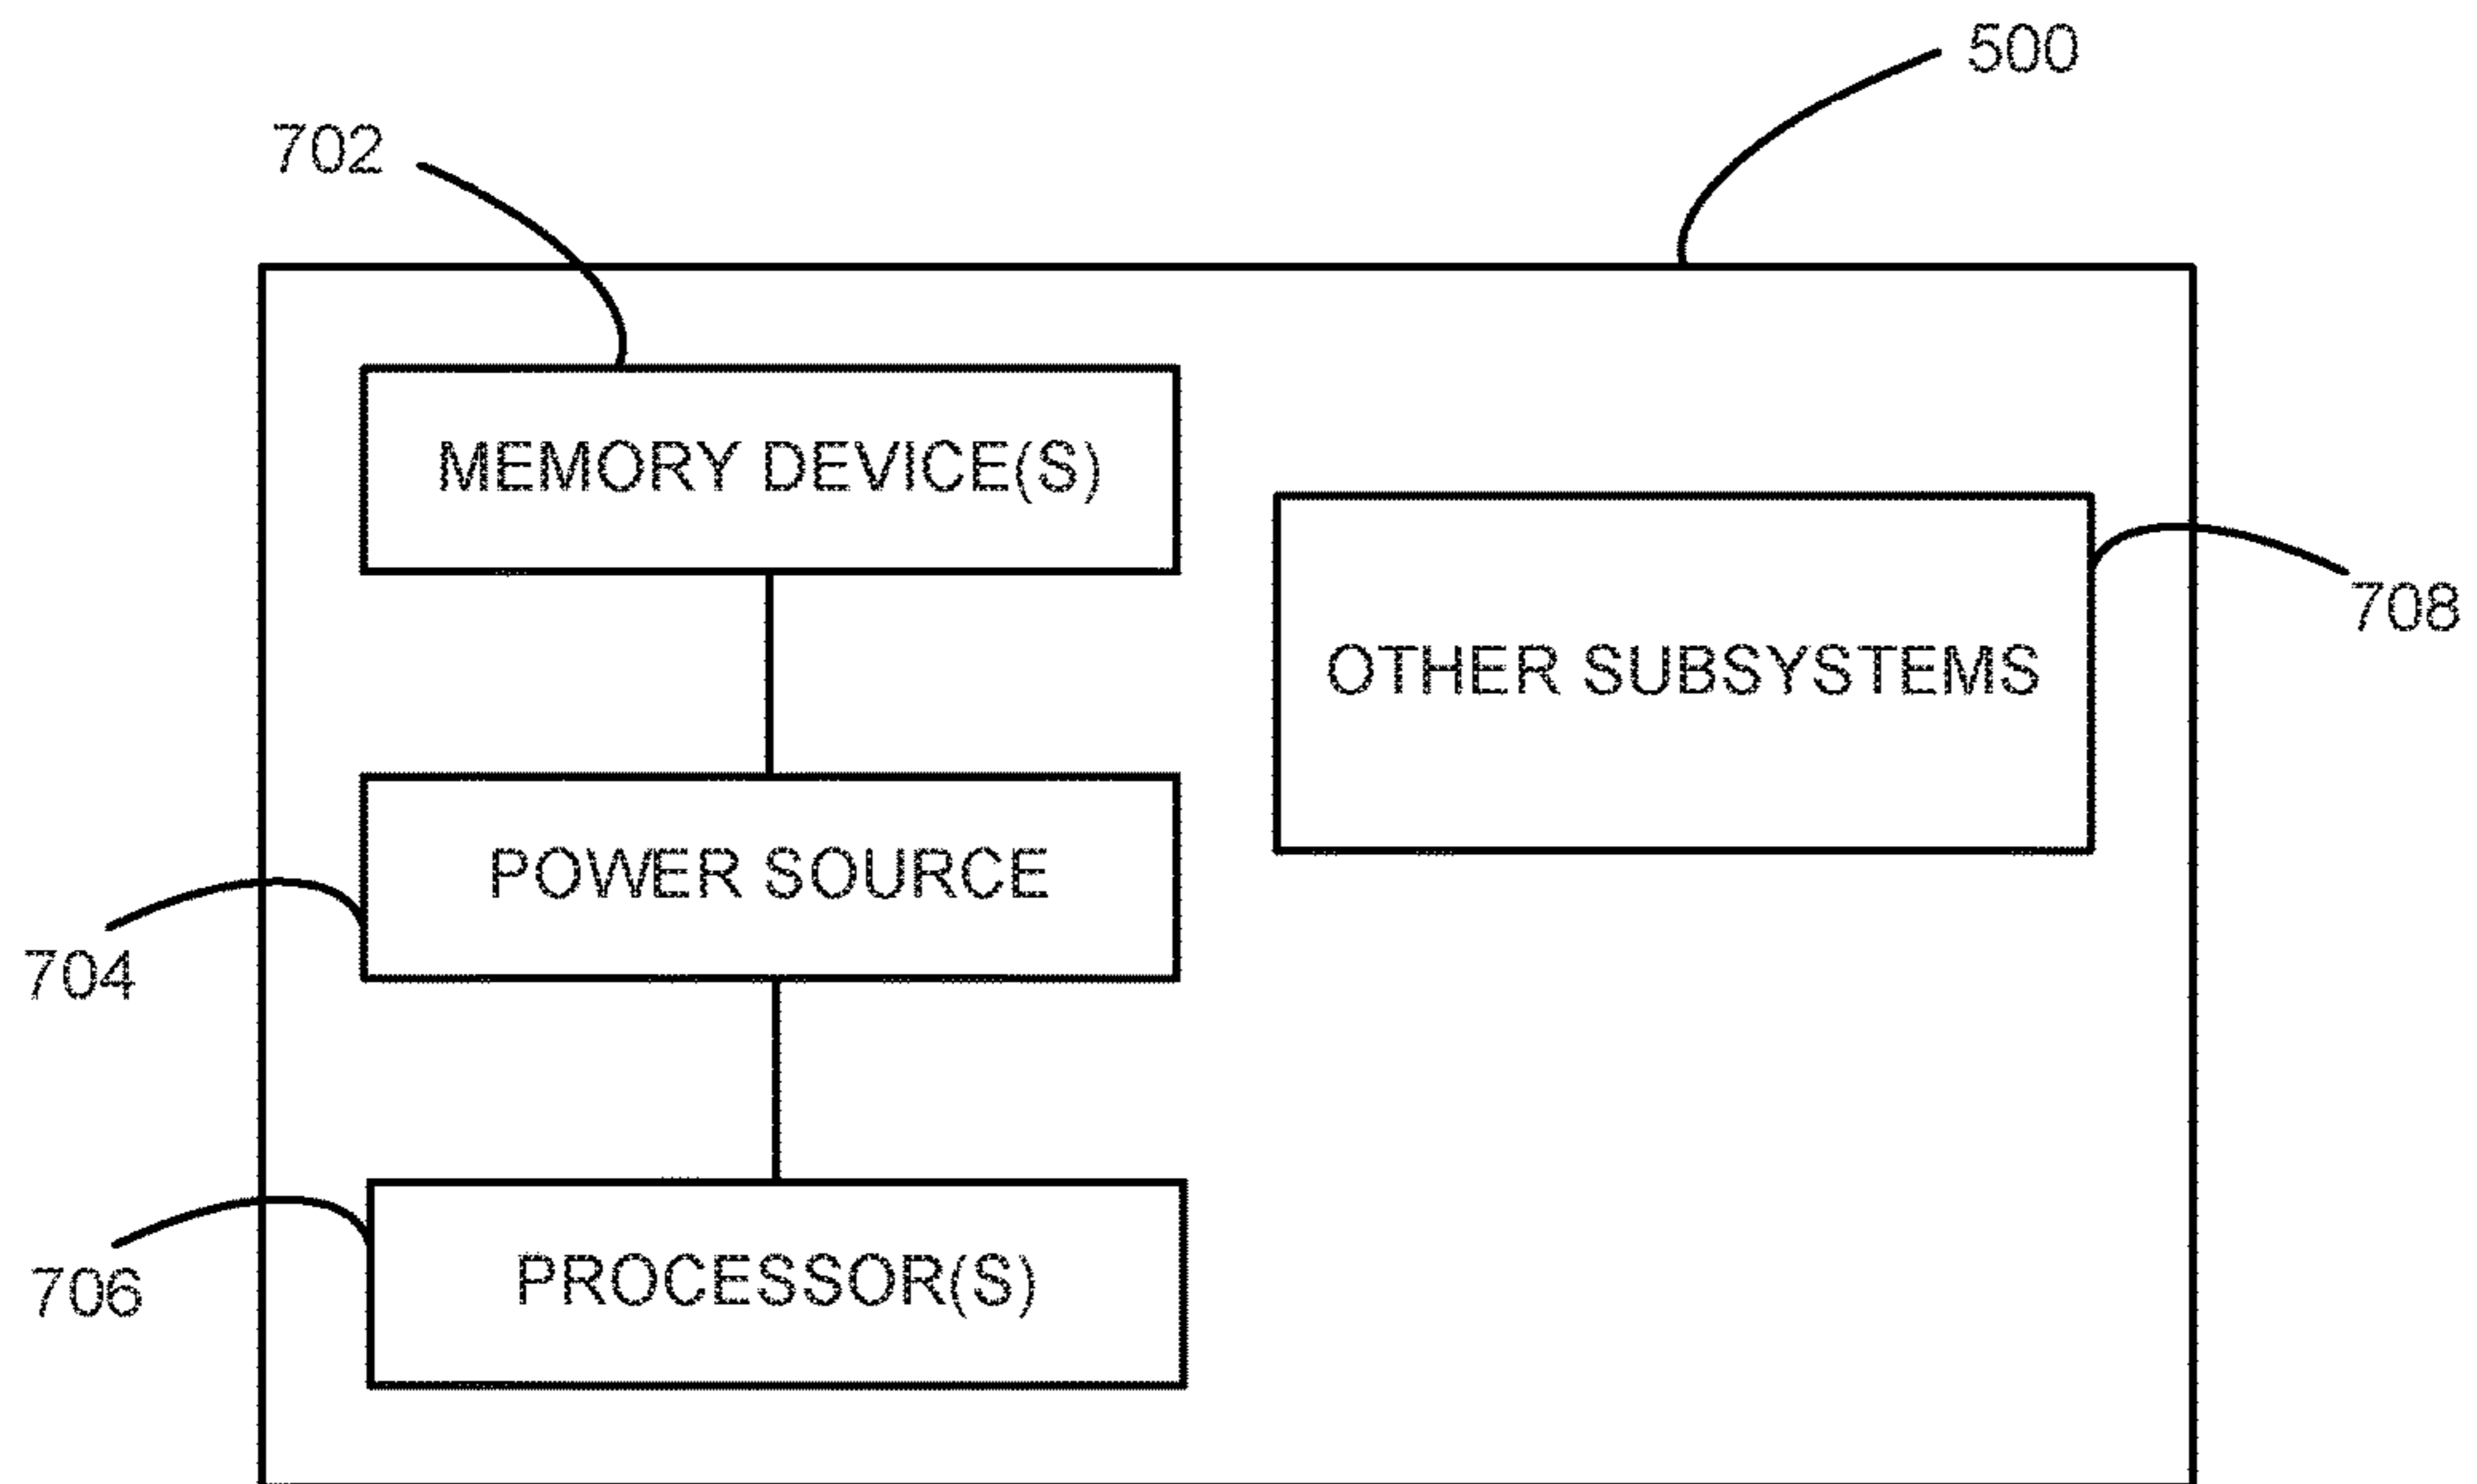 500
702
MEMORY DEVICE(S)
708
OTHER SUBSYSTEMS
POWER SOURCE
704
706
PROCESSOR(S)